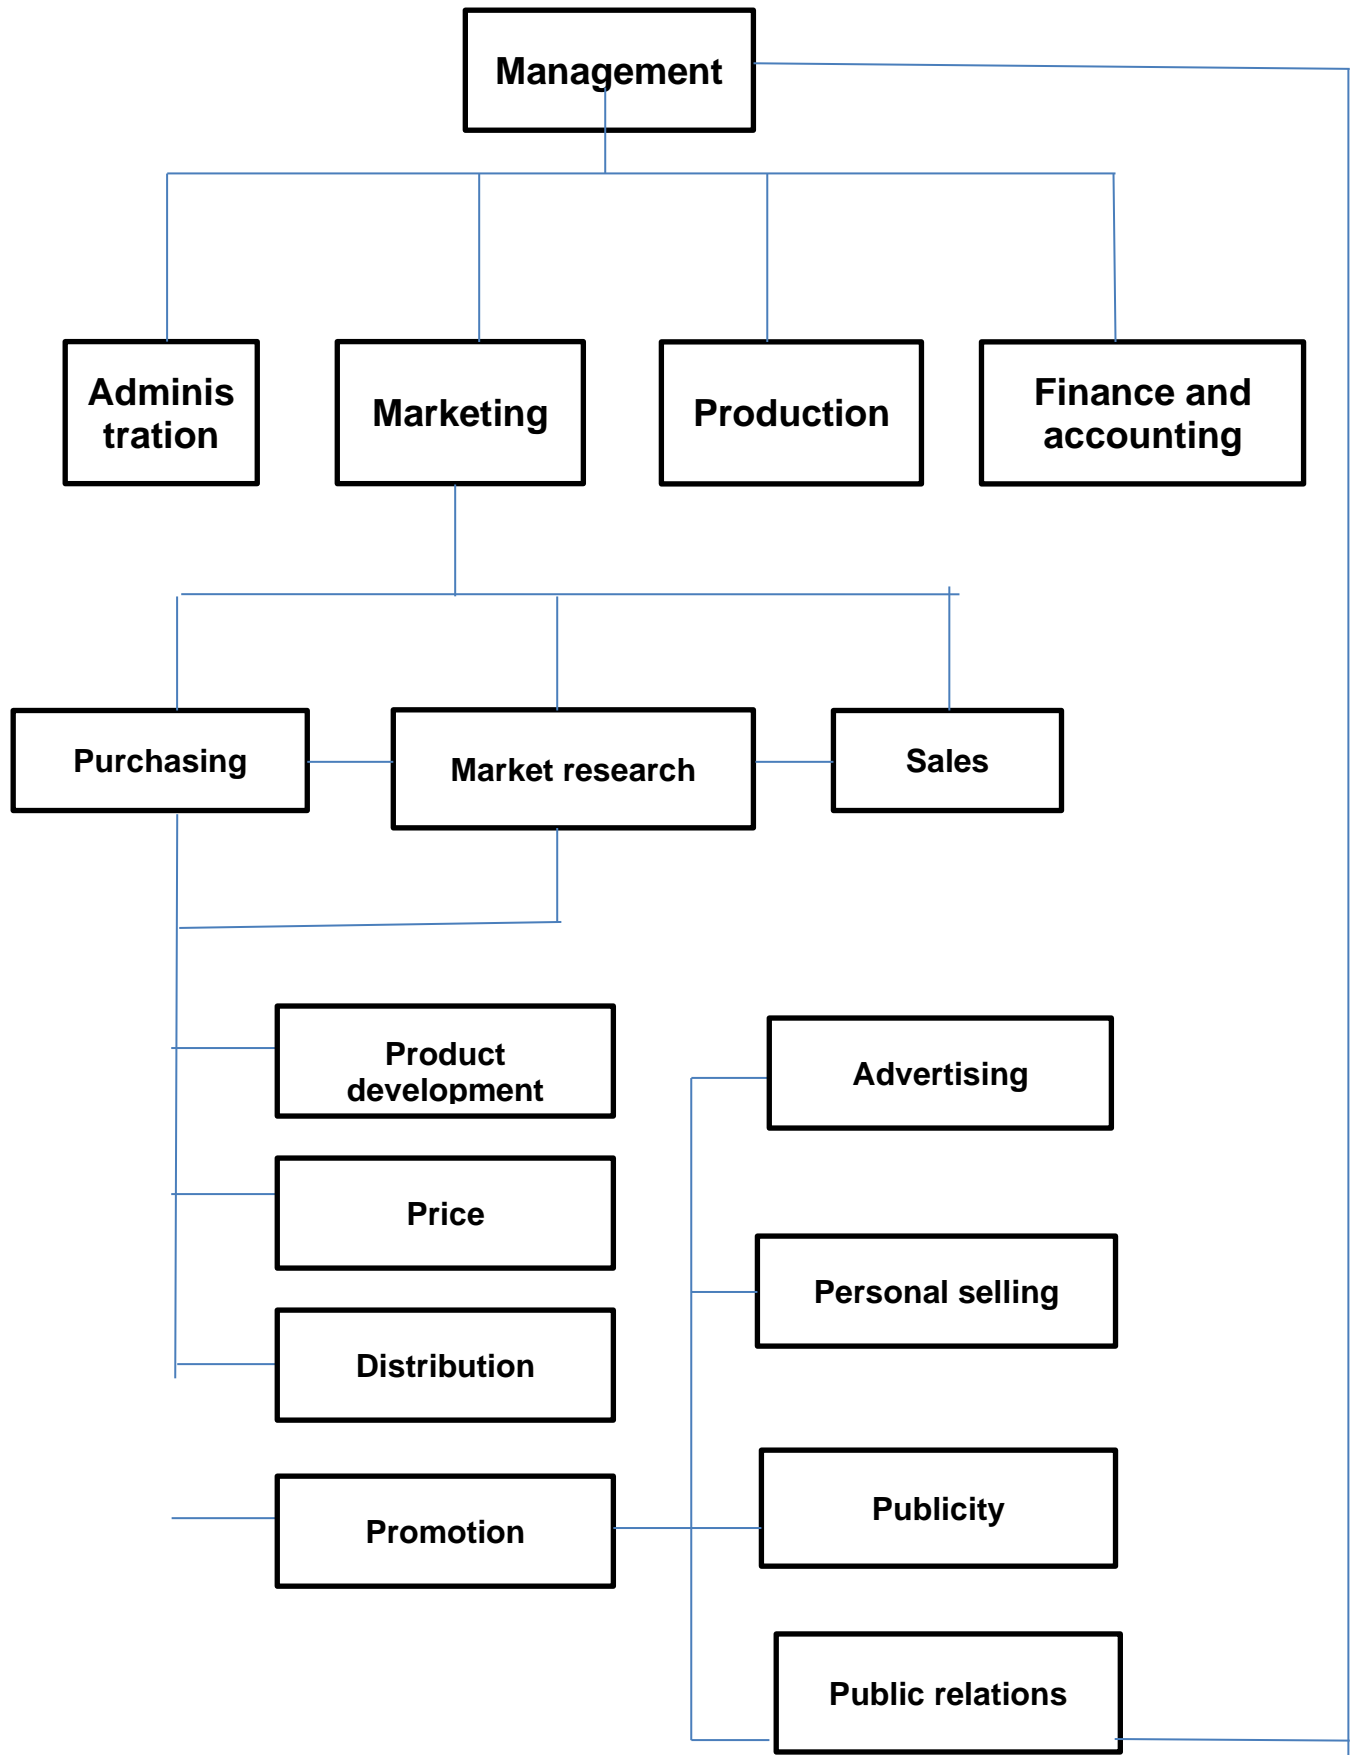 Management
Adminis
tration
Marketing
Production
Finance and
accounting
Purchasing
Market research
Sales
Product
development
Advertising
Price
Personal selling
Distribution
Publicity
Promotion
Public relations